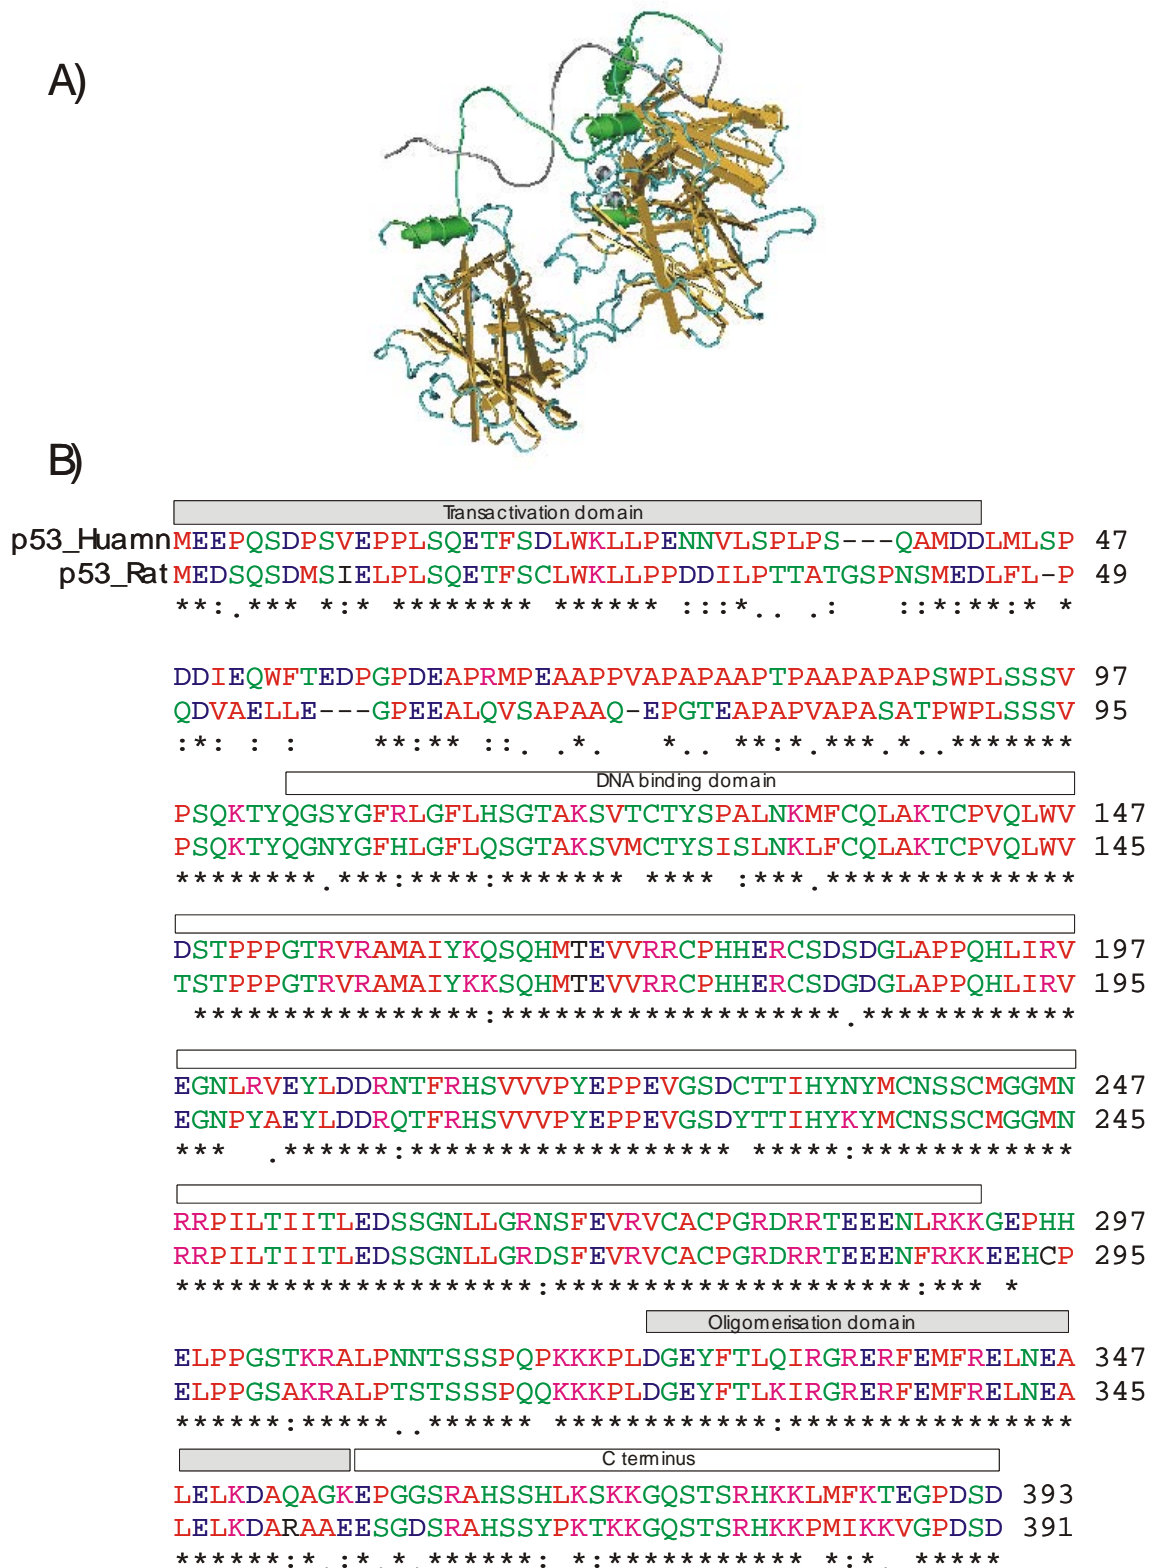 A)
B)
Transactivation domain
p53_Huamn MEEPQSDPSVEPPLSQETFSDLWKLLPENNVLSPLPS---QAMDDLMLSP 47
p53_Rat MEDSQSDMSIELPLSQETFSCLWKLLPPDDILPTTATGSPNSMEDLFL-P 49
**:.*** *:* ******** ****** :::*.. .:   ::*:**:* *
DDIEQWFTEDPGPDEAPRMPEAAPPVAPAPAAPTPAAPAPAPSWPLSSSV 97
QDVAELLE---GPEEALQVSAPAAQ-EPGTEAPAPVAPASATPWPLSSSV 95
:*: : :    **:** ::. .*.   *.. **:*.***.*..*******
DNA binding domain
PSQKTYQGSYGFRLGFLHSGTAKSVTCTYSPALNKMFCQLAKTCPVQLWV 147
PSQKTYQGNYGFHLGFLQSGTAKSVMCTYSISLNKLFCQLAKTCPVQLWV 145
********.***:****:******* **** :***.**************
DSTPPPGTRVRAMAIYKQSQHMTEVVRRCPHHERCSDSDGLAPPQHLIRV 197
TSTPPPGTRVRAMAIYKKSQHMTEVVRRCPHHERCSDGDGLAPPQHLIRV 195
 ****************:*******************.************
EGNLRVEYLDDRNTFRHSVVVPYEPPEVGSDCTTIHYNYMCNSSCMGGMN 247
EGNPYAEYLDDRQTFRHSVVVPYEPPEVGSDYTTIHYKYMCNSSCMGGMN 245
***  .******:****************** *****:************
RRPILTIITLEDSSGNLLGRNSFEVRVCACPGRDRRTEEENLRKKGEPHH 297
RRPILTIITLEDSSGNLLGRDSFEVRVCACPGRDRRTEEENFRKKEEHCP 295
********************:********************:*** *
Oligomerisation domain
ELPPGSTKRALPNNTSSSPQPKKKPLDGEYFTLQIRGRERFEMFRELNEA 347
ELPPGSAKRALPTSTSSSPQQKKKPLDGEYFTLKIRGRERFEMFRELNEA 345
******:*****..****** ************:****************
C terminus
LELKDAQAGKEPGGSRAHSSHLKSKKGQSTSRHKKLMFKTEGPDSD 393
LELKDARAAEESGDSRAHSSYPKTKKGQSTSRHKKPMIKKVGPDSD 391
******:*.:*.*.******: *:*********** *:*. *****